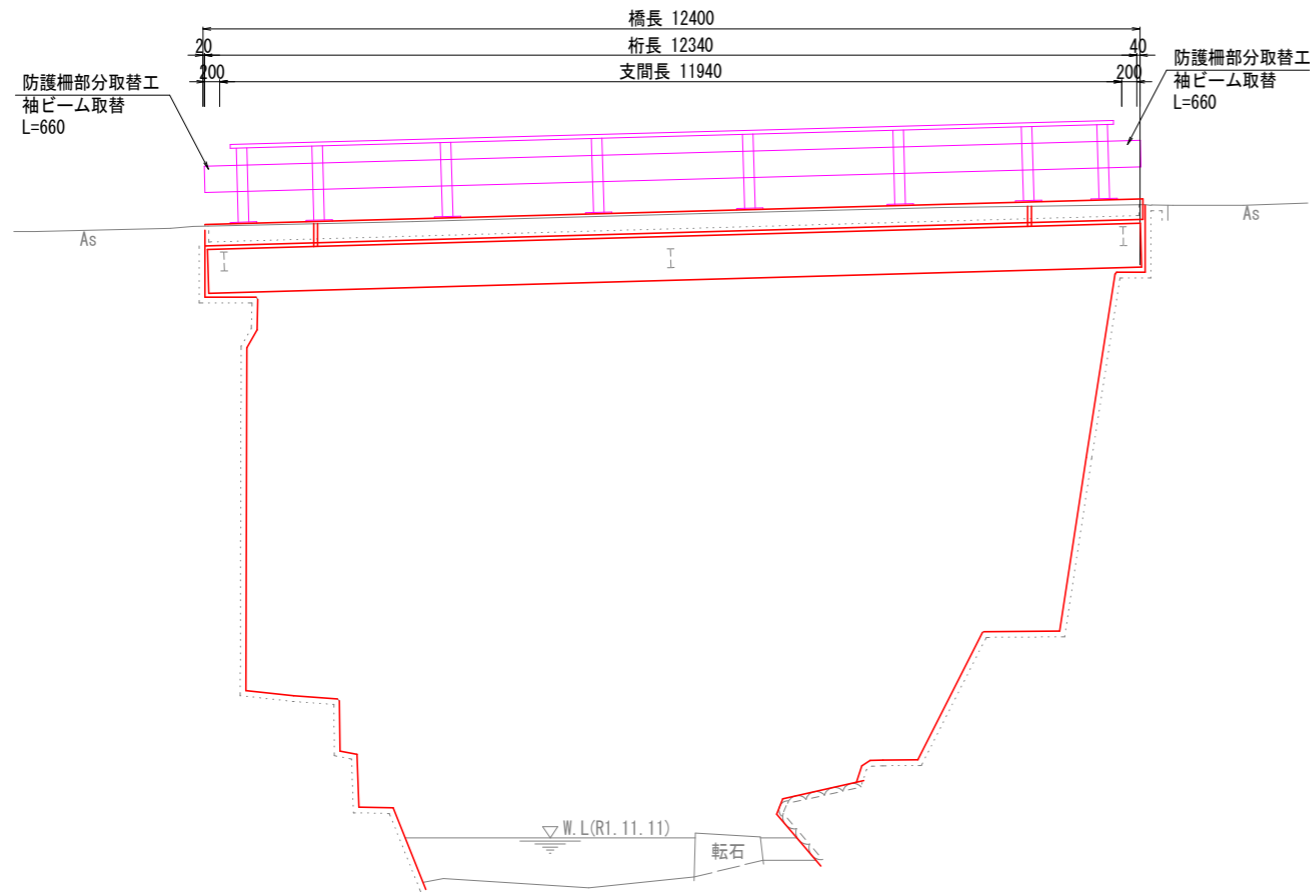 橋長 12400
20
桁長 12340
40
200
支間長 11940
200
防護柵部分取替工
袖ビーム取替
L=660
防護柵部分取替工
袖ビーム取替
L=660
As
As
W.L(R1.11.11)
転石